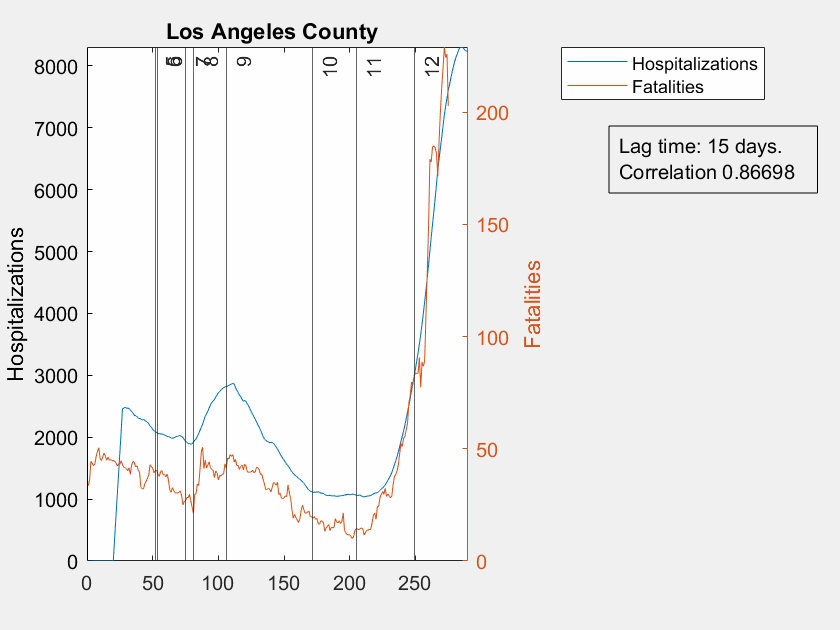 Los Angeles County
Hospitalizations
Fatalities
Lag time: 15 days.
Correlation 0.86698
5 6 7 8 9 10 11 12
8000
7000
6000
5000
4000
3000
2000
1000
0
Hospitalizations
200
150
100
50
0
Fatalities
0 50 100 150 200 250